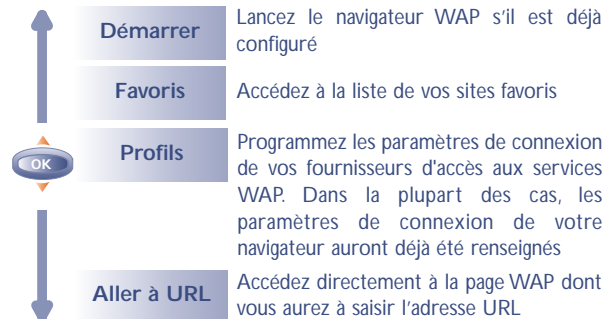 Démarrer
Lancez le navigateur WAP s'il est déjà
configuré
Favoris
Accédez à la liste de vos sites favoris
OK
Profils
Programmez les paramètres de connexion
de vos fournisseurs d'accès aux services
WAP. Dans la plupart des cas, les
paramètres de connexion de votre
navigateur auront déjà été renseignés
Aller à URL
Accédez directement à la page WAP dont
vous aurez à saisir l'adresse URL